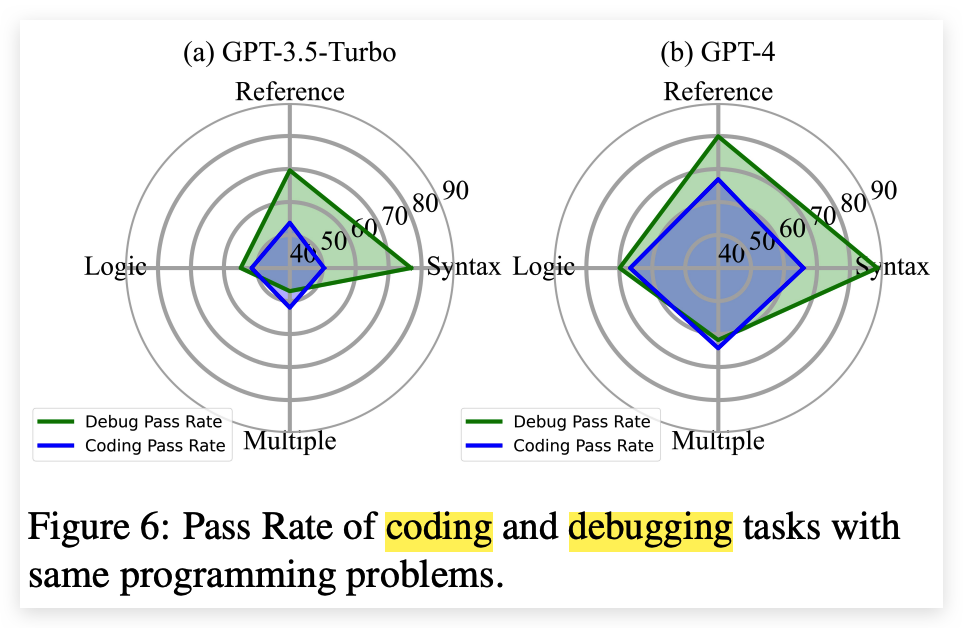 (a) GPT-3.5-Turbo
Reference
90
80
70
60
50
40
Logic
Syntax
Multiple
Debug Pass Rate
Coding Pass Rate
(b) GPT-4
Reference
90
80
70
60
50
40
Logic
Syntax
Multiple
Debug Pass Rate
Coding Pass Rate
Figure 6: Pass Rate of coding and debugging tasks with
same programming problems.